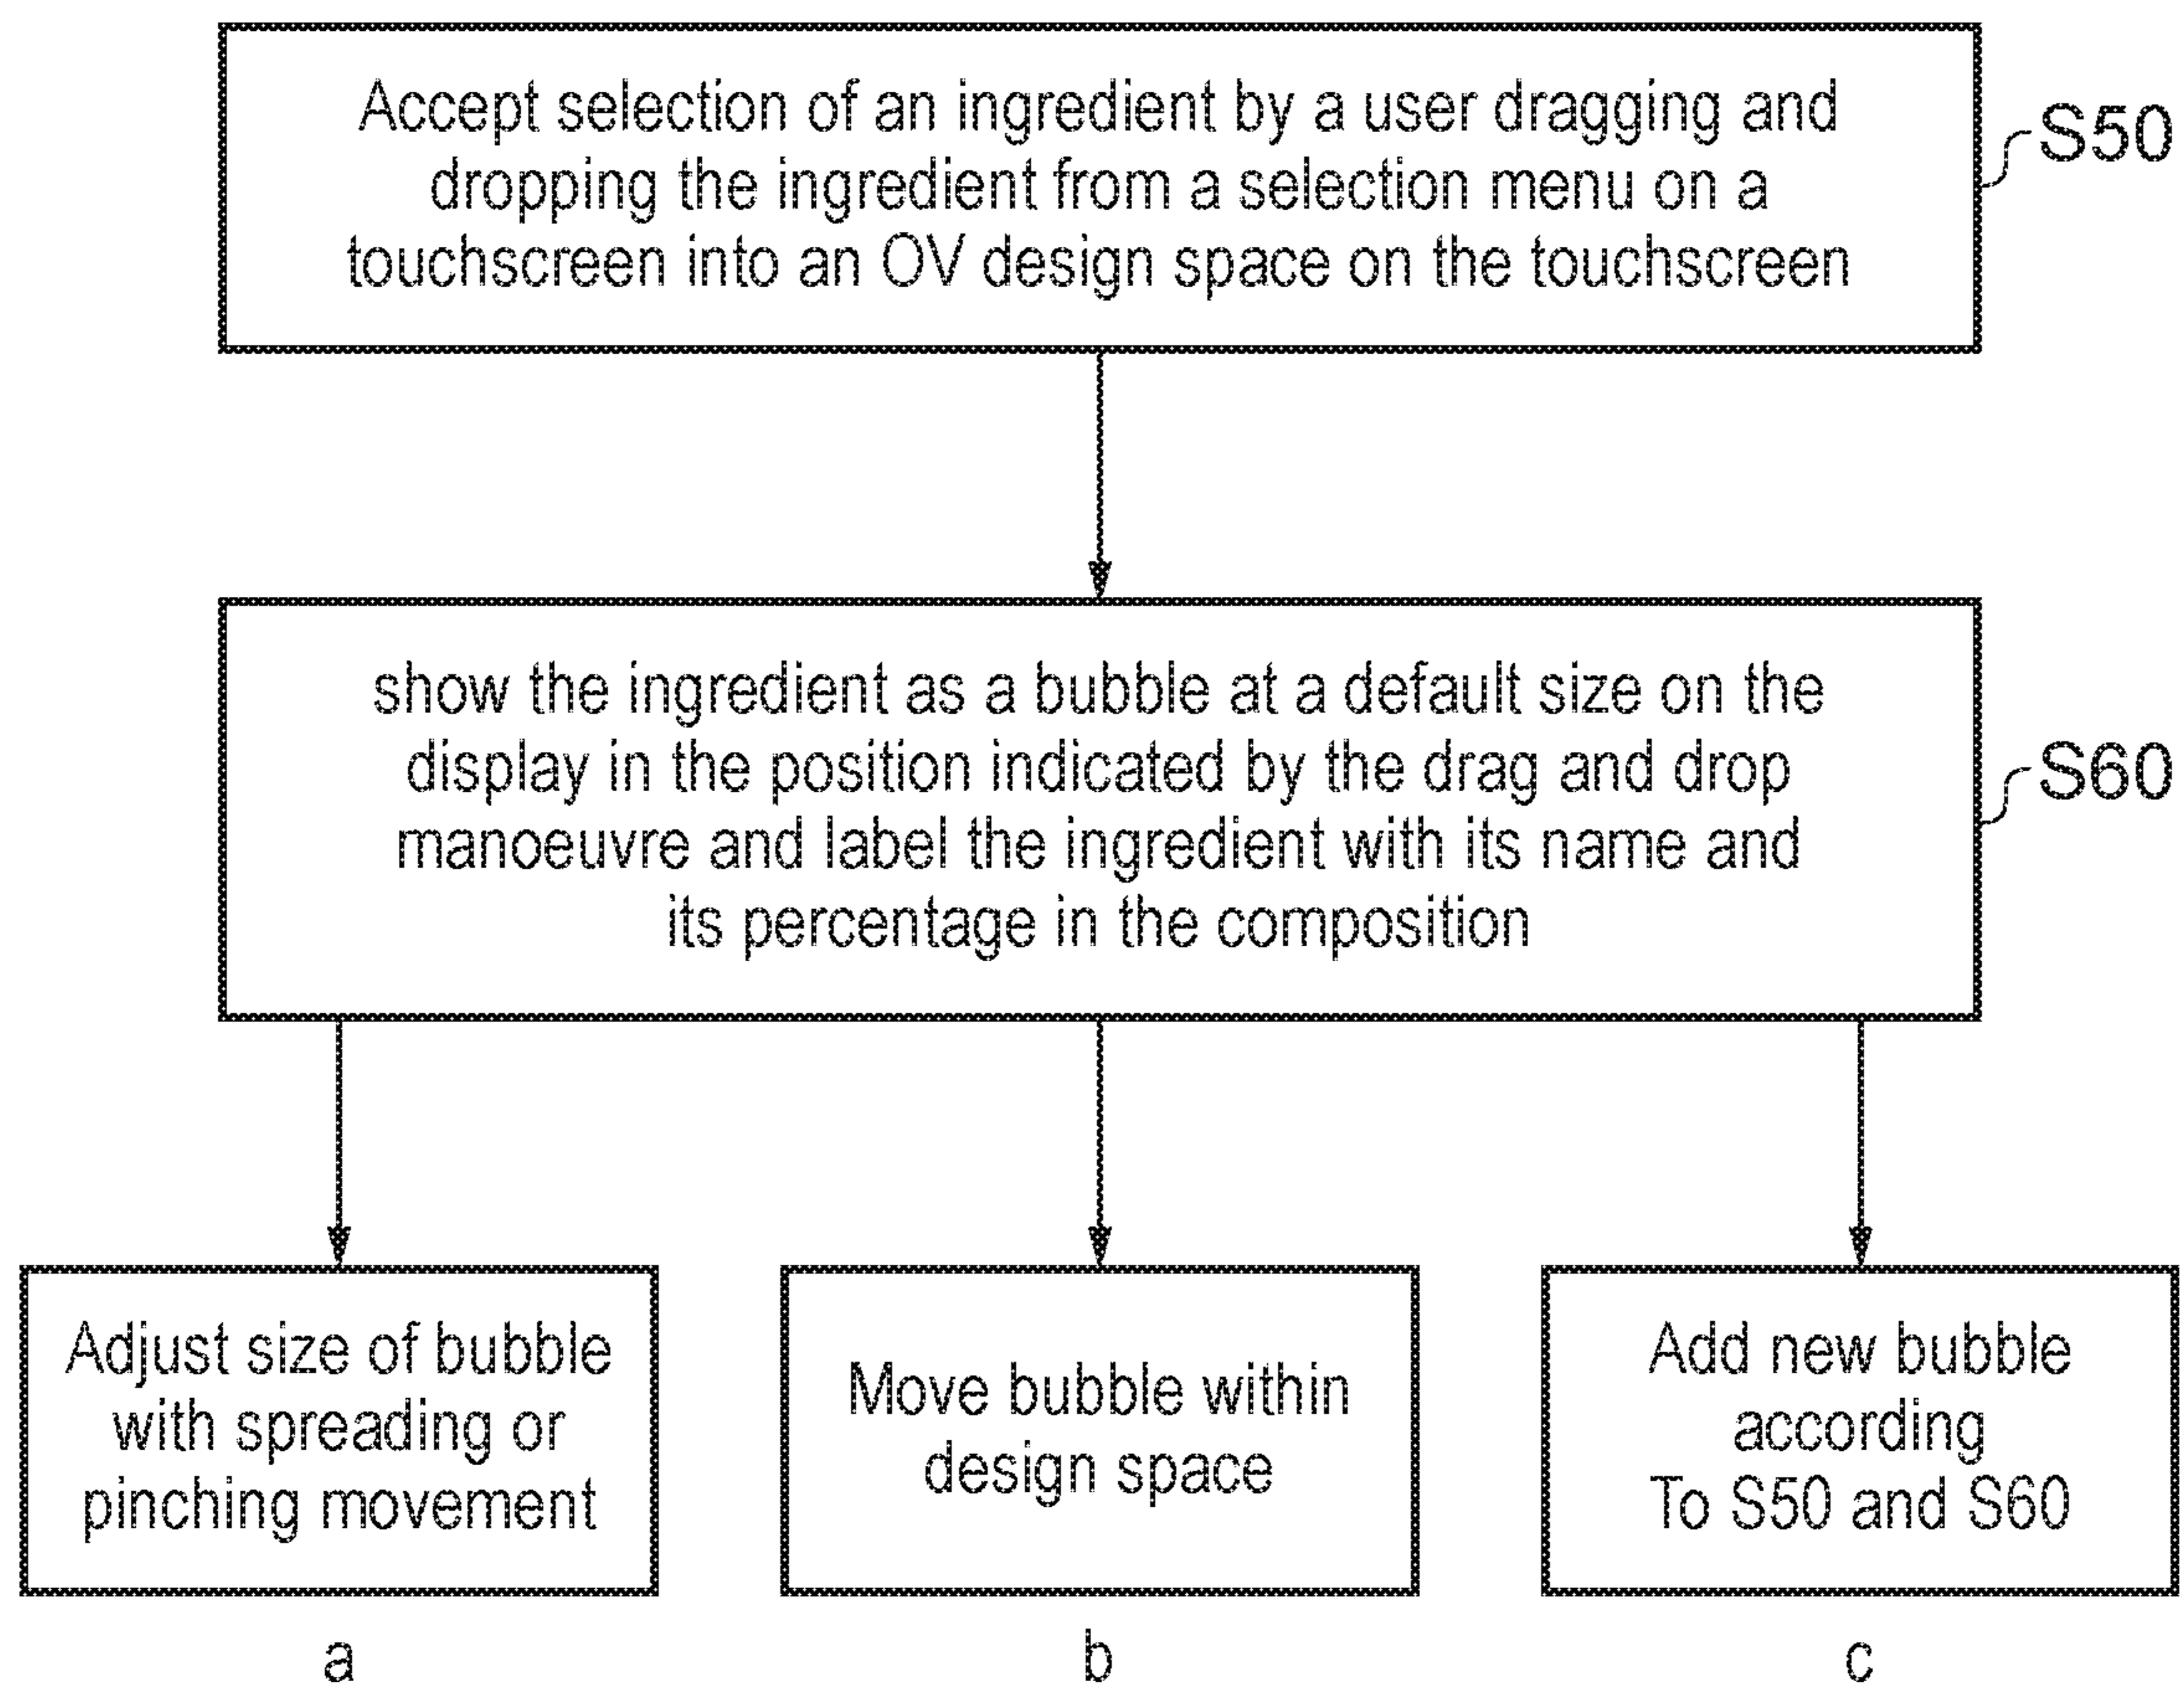 Accept selection of an ingredient by a user dragging and
dropping the ingredient from a selection menu on a
touchscreen into an OV design space on the touchscreen
S50
show the ingredient as a bubble at a default size on the
display in the position indicated by the drag and drop
manoeuvre and label the ingredient with its name and
its percentage in the composition
S60
Adjust size of bubble
with spreading or
pinching movement
a
Move bubble within
design space
b
Add new bubble
according
To S50 and S60
c